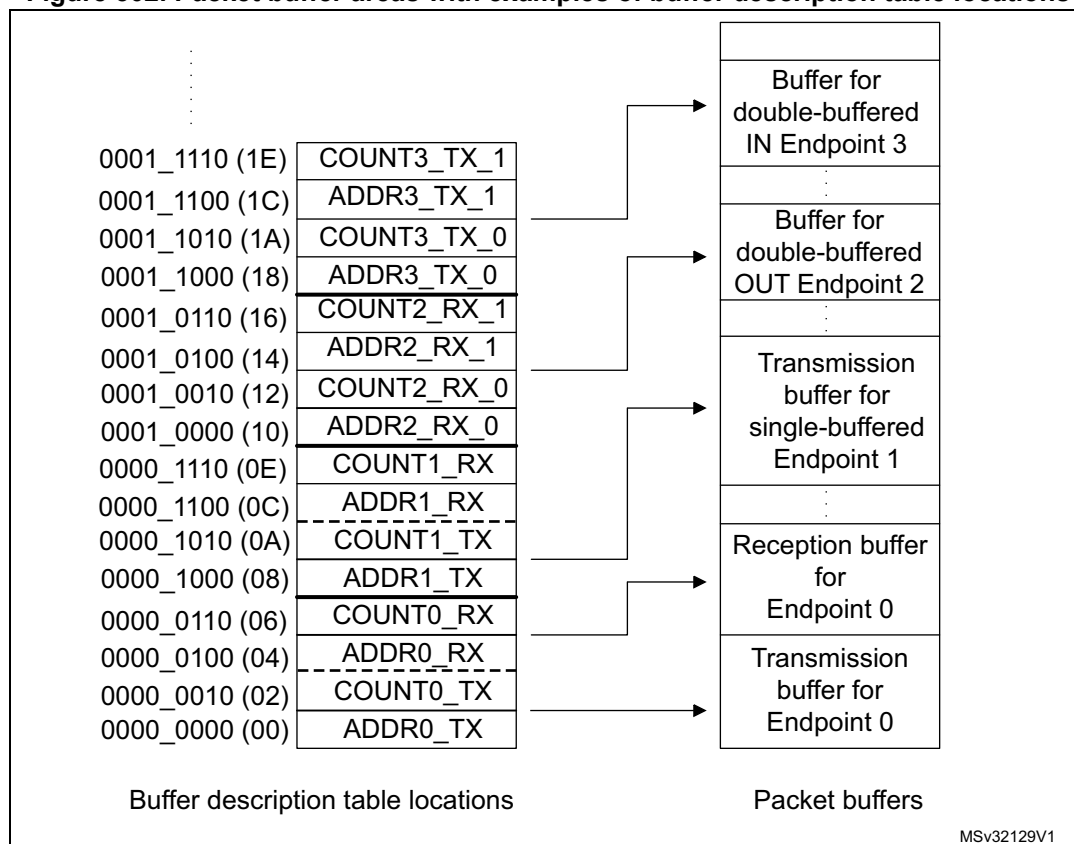 0001_1110 (1E) COUNT3_TX_1
0001_1100 (1C) ADDR3_TX_1
0001_1010 (1A) COUNT3_TX_0
0001_1000 (18) ADDR3_TX_0
0001_0110 (16) COUNT2_RX_1
0001_0100 (14) ADDR2_RX_1
0001_0010 (12) COUNT2_RX_0
0001_0000 (10) ADDR2_RX_0
0000_1110 (0E) COUNT1_RX
0000_1100 (0C) ADDR1_RX
0000_1010 (0A) COUNT1_TX
0000_1000 (08) ADDR1_TX
0000_0110 (06) COUNT0_RX
0000_0100 (04) ADDR0_RX
0000_0010 (02) COUNT0_TX
0000_0000 (00) ADDR0_TX
Buffer description table locations
Buffer for
double-buffered
IN Endpoint 3
Buffer for
double-buffered
OUT Endpoint 2
Transmission
buffer for
single-buffered
Endpoint 1
Reception buffer
for
Endpoint 0
Transmission
buffer for
Endpoint 0
Packet buffers
MSv32129V1